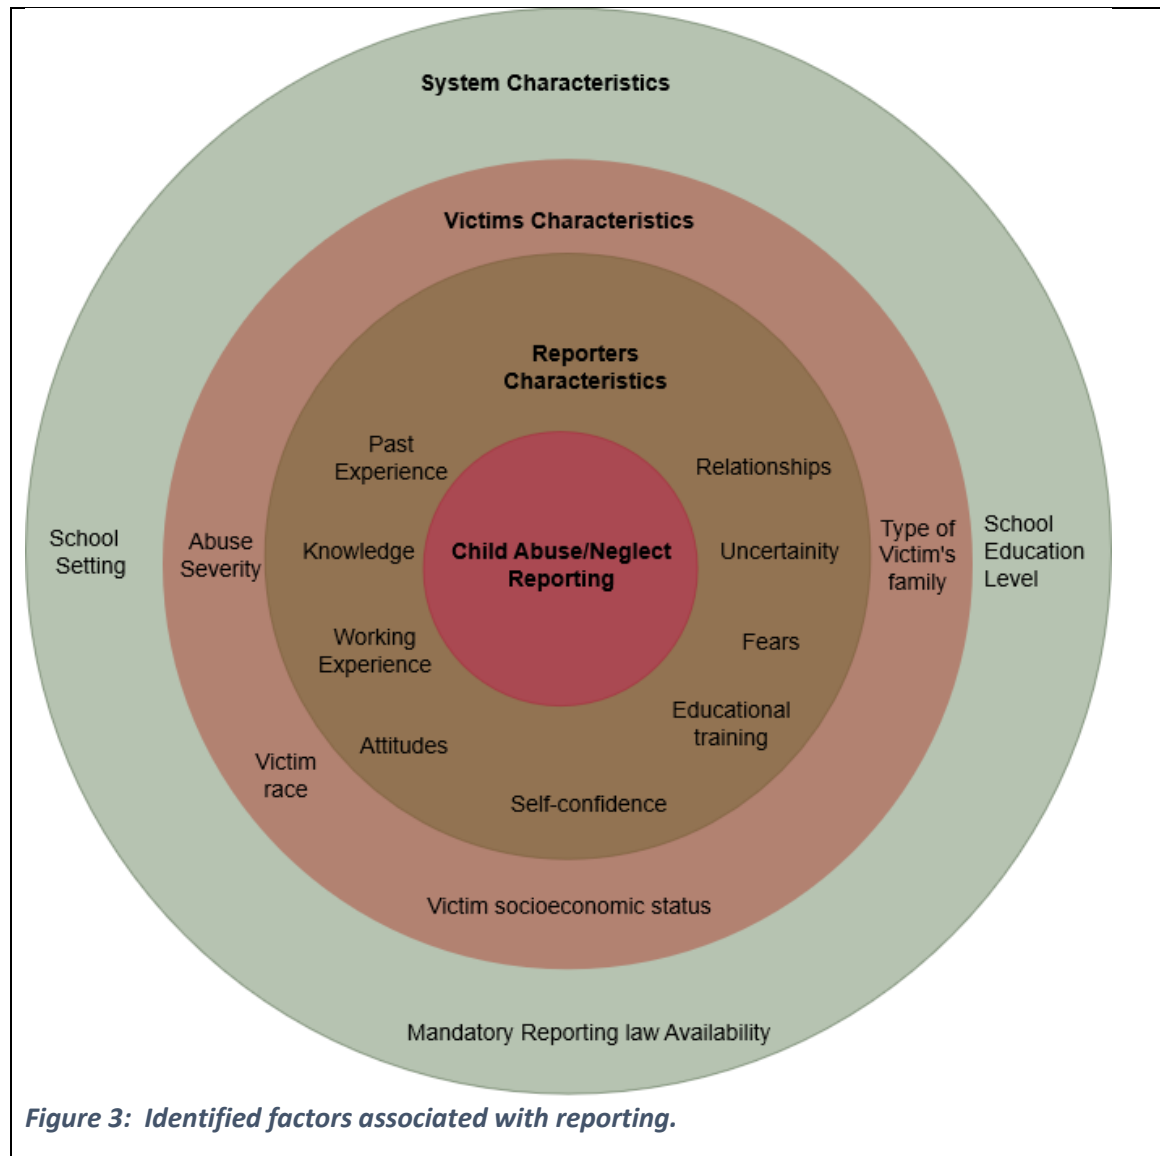 System Characteristics
Victims Characteristics
Reporters
Characteristics
Past
Experience
Relationships
School
Setting
Abuse
Severity
Knowledge
Child Abuse/Neglect
Reporting
Uncertainity
Type of
Victim's
family
School
Education
Level
Working
Experience
Fears
Educational
training
Attitudes
Victim
race
Self-confidence
Victim socioeconomic status
Mandatory Reporting law Availability
Figure 3:  Identified factors associated with reporting.